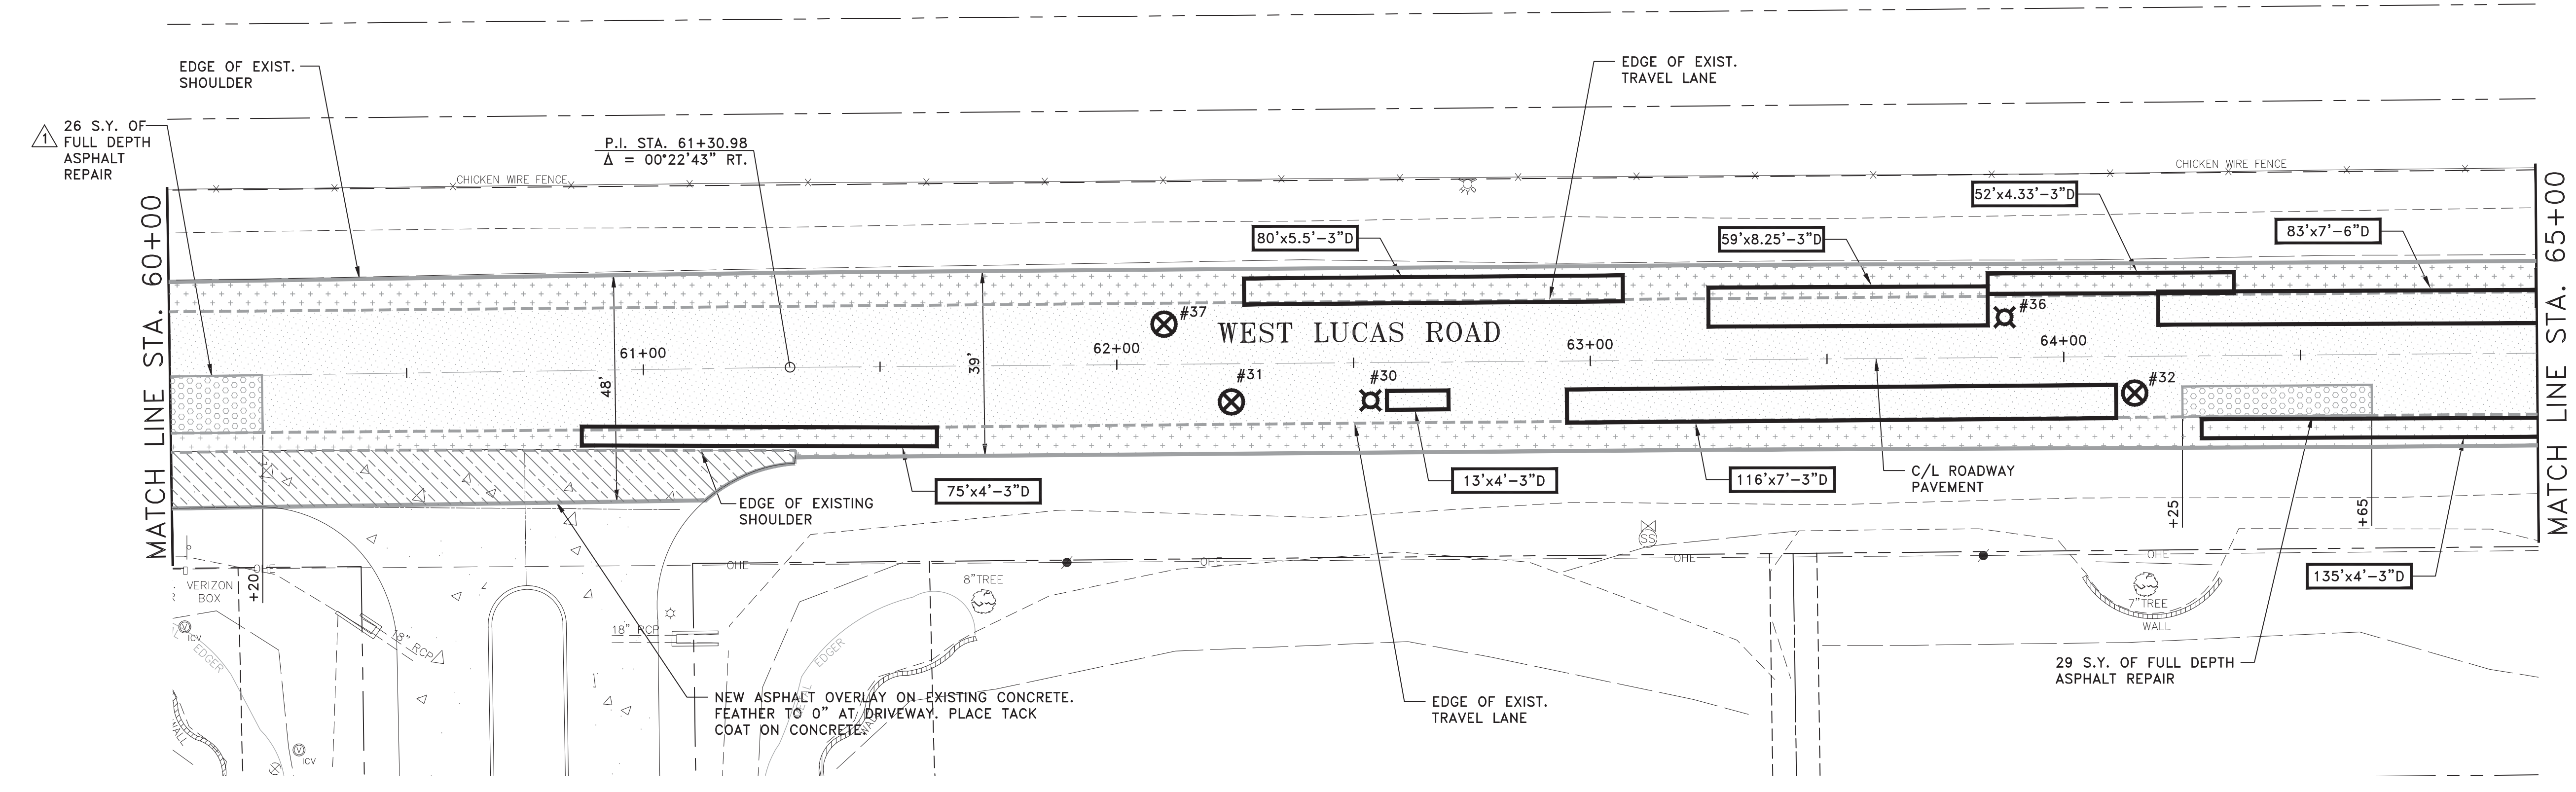 EDGE OF EXIST.
SHOULDER
EDGE OF EXIST.
TRAVEL LANE
1
26 S.Y. OF
FULL DEPTH
ASPHALT
REPAIR
P.I. STA. 61+30.98
Δ = 00°22'43" RT.
CHICKEN WIRE FENCE
CHICKEN WIRE FENCE
MATCH LINE STA. 60+00
MATCH LINE STA. 65+00
80'x5.5'-3"D
59'x8.25'-3"D
52'x4.33'-3"D
83'x7'-6"D
#37
WEST LUCAS ROAD
#36
61+00
62+00
63+00
64+00
48'
39'
#31
#30
#32
75'x4'-3"D
13'x4'-3"D
116'x7'-3"D
C/L ROADWAY
PAVEMENT
EDGE OF EXISTING
SHOULDER
+25
+65
(SS)
OHE
OHE
OHE
OHE
OHE
+20
VERIZON
BOX
8"TREE
135'x4'-3"D
7"TREE
WALL
V
ICV
18" RCP
18" RCP
EDGER
EDGER
29 S.Y. OF FULL DEPTH
ASPHALT REPAIR
NEW ASPHALT OVERLAY ON EXISTING CONCRETE.
FEATHER TO 0" AT DRIVEWAY. PLACE TACK
COAT ON CONCRETE.
EDGE OF EXIST.
TRAVEL LANE
V
ICV